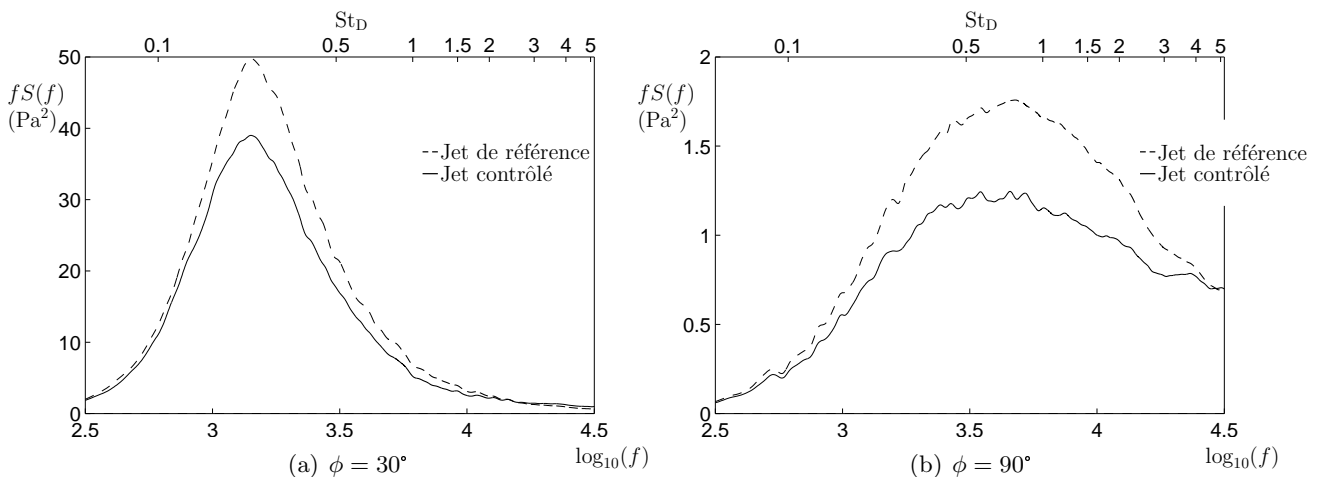 St_D
0.1 0.5 1 1.5 2 3 4 5
50
40
30
20
10
0
fS(f)
(Pa²)
Jet de référence
Jet contrôlé
2.5 3 3.5 4 4.5
log₁₀(f)
(a) ϕ = 30°
St_D
0.1 0.5 1 1.5 2 3 4 5
2
1.5
1
0.5
0
fS(f)
(Pa²)
Jet de référence
Jet contrôlé
2.5 3 3.5 4 4.5
log₁₀(f)
(b) ϕ = 90°